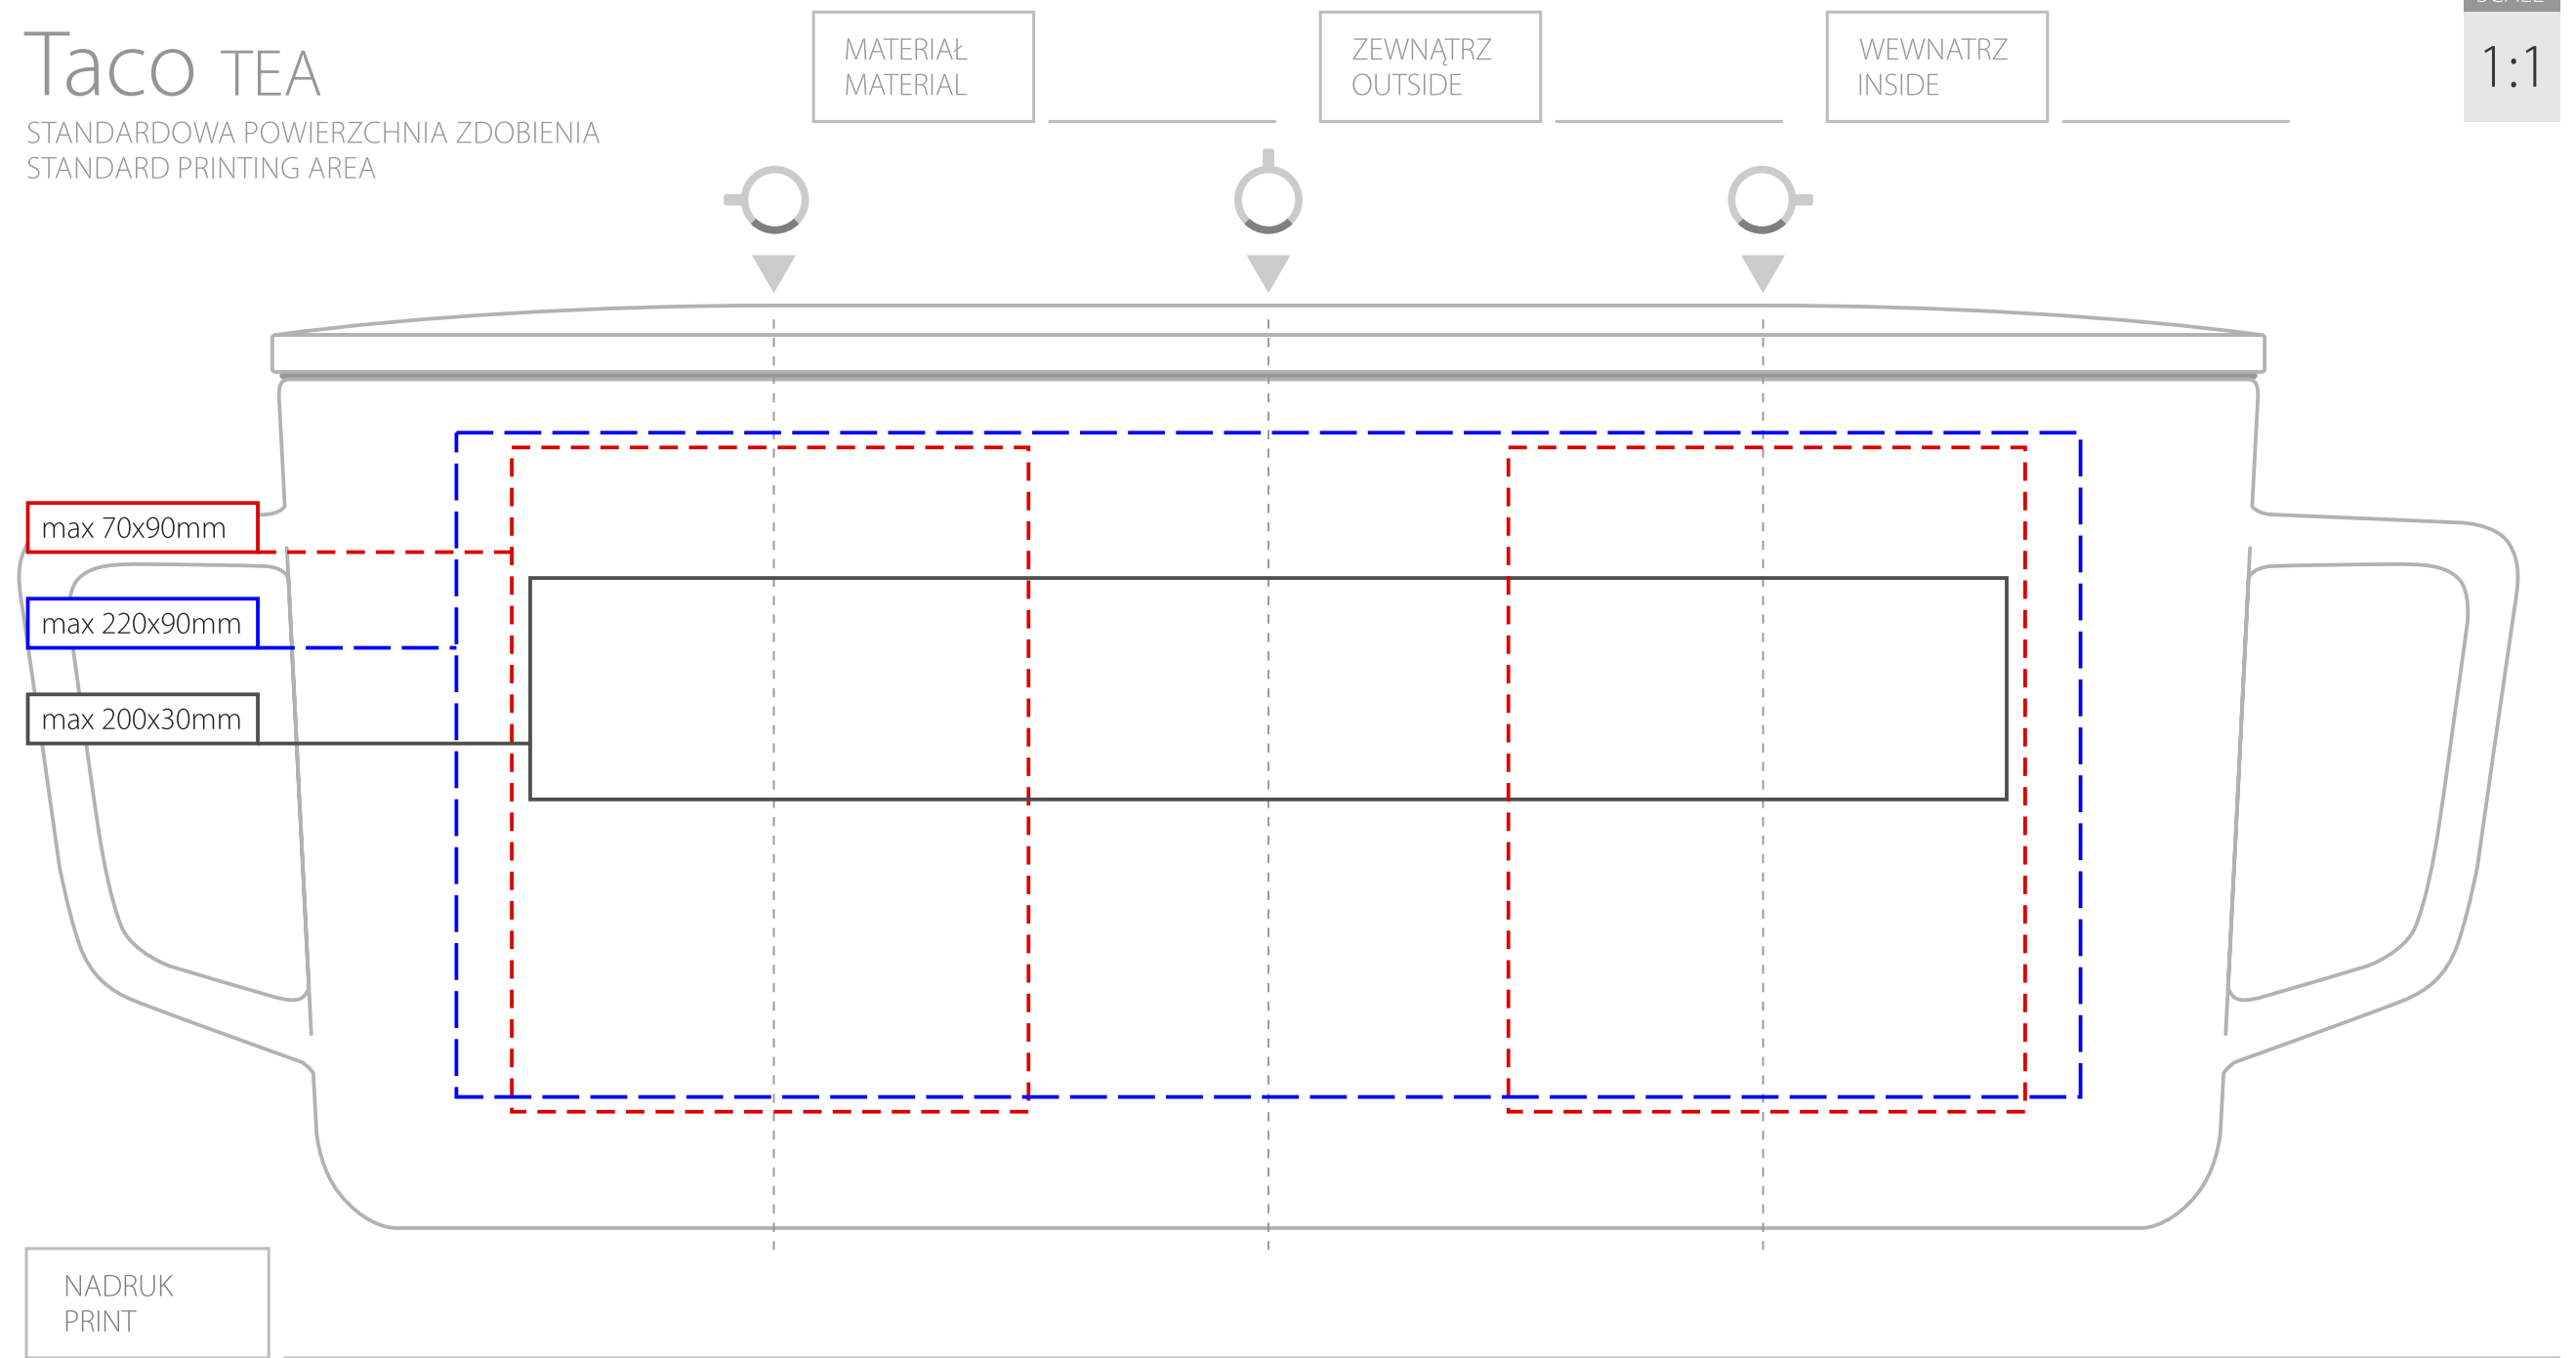 Taco TEA
STANDARDOWA POWIERZCHNIA ZDOBIENIA
STANDARD PRINTING AREA
MATERIAŁ
MATERIAL
ZEWNĄTRZ
OUTSIDE
WEWNATRZ
INSIDE
1:1
max 70x90mm
max 220x90mm
max 200x30mm
NADRUK
PRINT